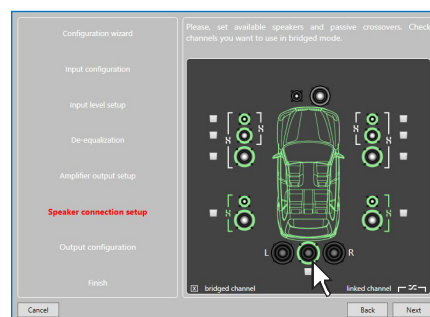 Configuration wizard
Input configuration
Input level setup
De-equalization
Amplifier output setup
Speaker connection setup
Output configuration
Finish
Please, set available speakers and passive crossovers. Check
channels you want to use in bridged mode.
L
R
X bridged channel
linked channel
Cancel
Back
Next